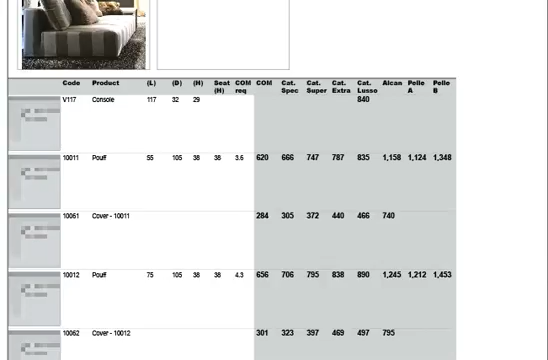 Code Product (L) (D) (H) Seat (H) COM req COM Cat. Spec Cat. Super Cat. Extra Cat. Lusso Alcan Pelle A Pelle B
V117 Console 117 32 29 840
10011 Pouff 55 105 38 38 3.6 620 666 747 787 835 1,158 1,124 1,348
10061 Cover - 10011 284 305 372 440 466 740
10012 Pouff 75 105 38 38 4.3 656 706 795 838 890 1,245 1,212 1,453
10062 Cover - 10012 301 323 397 469 497 795